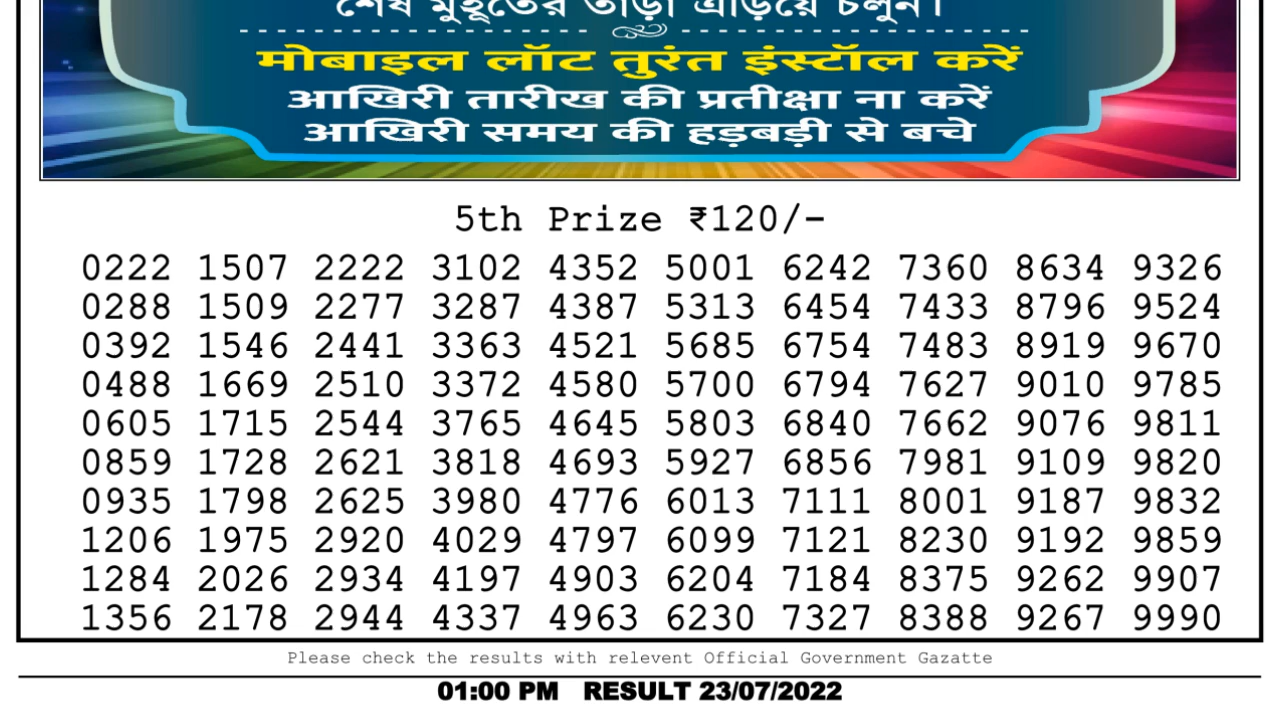 শেষ মুহূর্তের তাড়া এড়িয়ে চলুন।
मोबाइल लॉट तुरंत इंस्टॉल करें
आखिरी तारीख की प्रतीक्षा ना करें
आखिरी समय की हड़बड़ी से बचे
5th Prize ₹120/-
0222 1507 2222 3102 4352 5001 6242 7360 8634 9326
0288 1509 2277 3287 4387 5313 6454 7433 8796 9524
0392 1546 2441 3363 4521 5685 6754 7483 8919 9670
0488 1669 2510 3372 4580 5700 6794 7627 9010 9785
0605 1715 2544 3765 4645 5803 6840 7662 9076 9811
0859 1728 2621 3818 4693 5927 6856 7981 9109 9820
0935 1798 2625 3980 4776 6013 7111 8001 9187 9832
1206 1975 2920 4029 4797 6099 7121 8230 9192 9859
1284 2026 2934 4197 4903 6204 7184 8375 9262 9907
1356 2178 2944 4337 4963 6230 7327 8388 9267 9990
Please check the results with relevent Official Government Gazatte
01:00 PM RESULT 23/07/2022